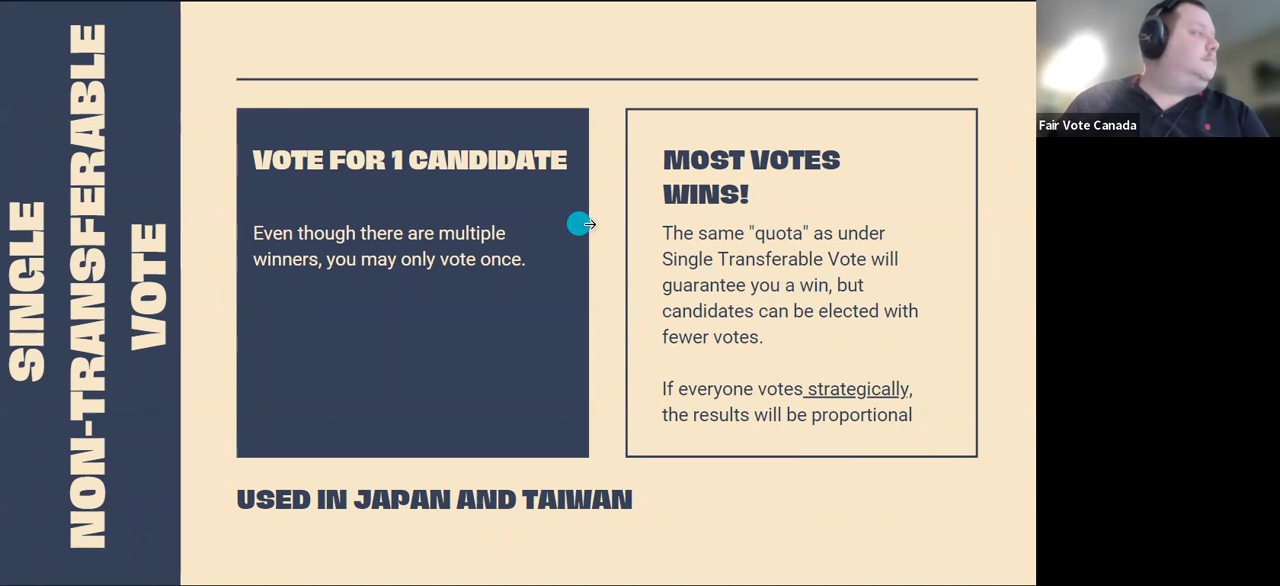 SINGLE
NON-TRANSFERABLE
VOTE
VOTE FOR 1 CANDIDATE
Even though there are multiple
winners, you may only vote once.
MOST VOTES
WINS!
The same "quota" as under
Single Transferable Vote will
guarantee you a win, but
candidates can be elected with
fewer votes.
If everyone votes strategically,
the results will be proportional
USED IN JAPAN AND TAIWAN
Fair Vote Canada